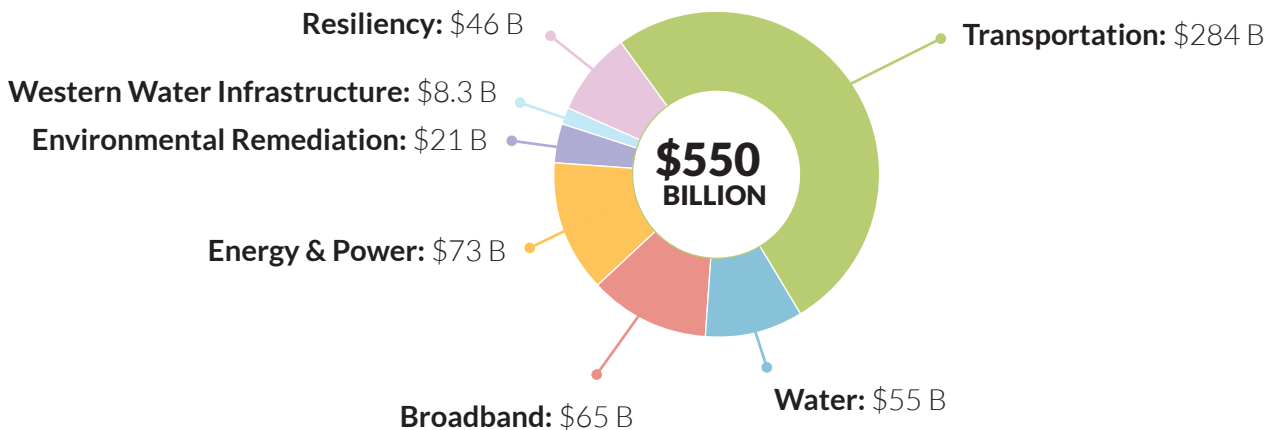 Resiliency: $46 B
Transportation: $284 B
Western Water Infrastructure: $8.3 B
Environmental Remediation: $21 B
$550
BILLION
Energy & Power: $73 B
Water: $55 B
Broadband: $65 B